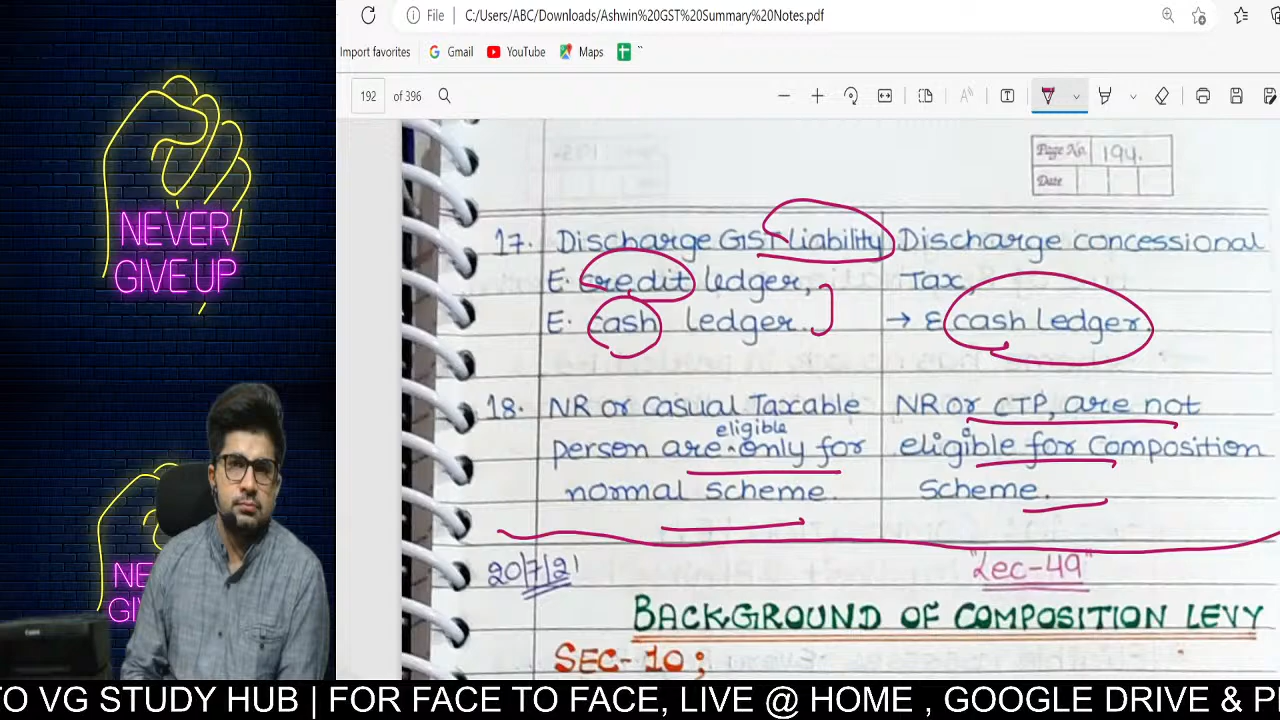 File C:/Users/ABC/Downloads/Ashwin%20GST%20Summary%20Notes.pdf
Import favorites Gmail YouTube Maps
192 of 396
Page No. 194.
Date
17. Discharge GST liability
E. credit ledger,
E. cash ledger.
Discharge concessional
Tax,
→ E cash ledger
18. NR or Casual Taxable
person are eligible only for
normal scheme.
NR or CTP, are not
eligible for composition
scheme.
20/7/21
"Lec-49"
BACKGROUND OF COMPOSITION LEVY
SEC-10;
NEVER
GIVE UP
NE
GIV
TO VG STUDY HUB | FOR FACE TO FACE, LIVE @ HOME , GOOGLE DRIVE &